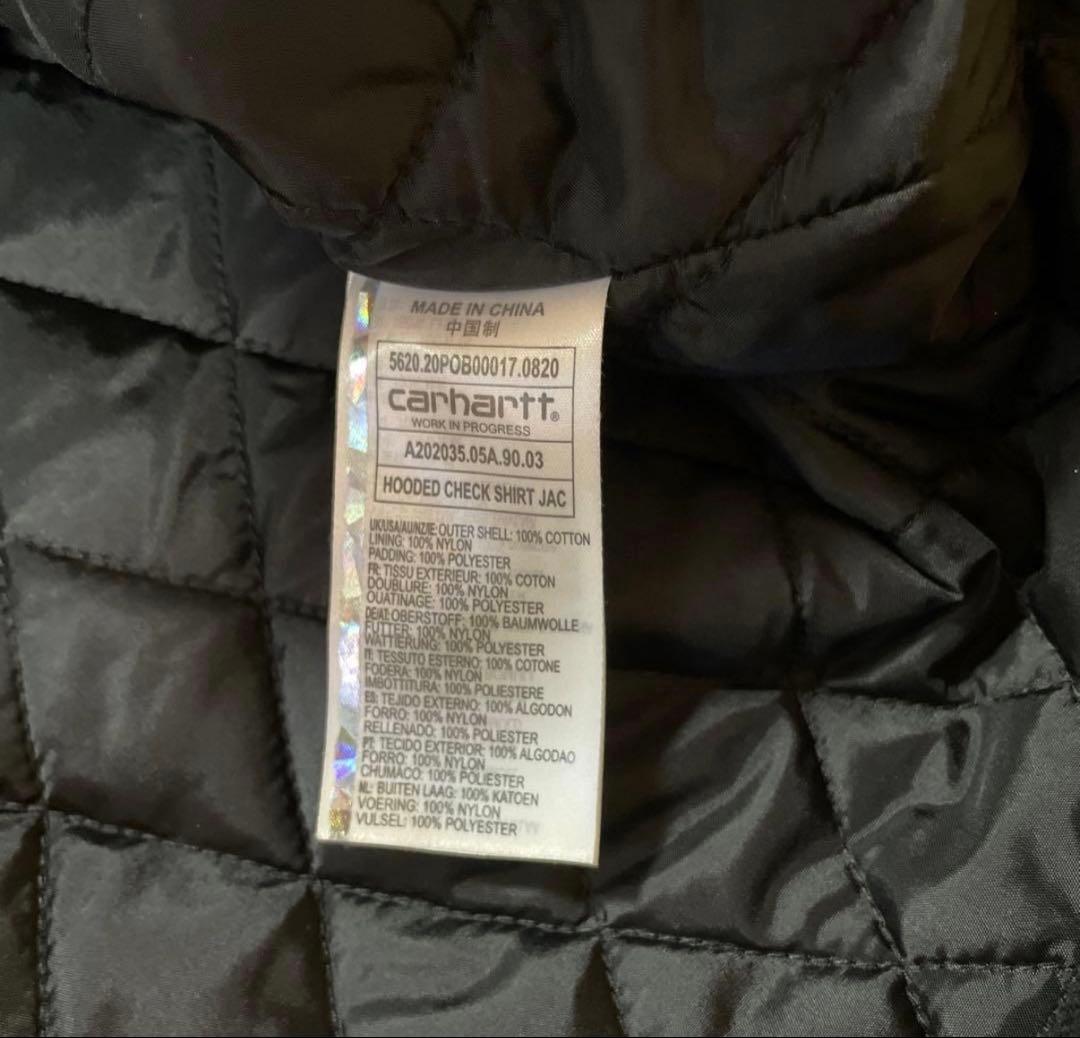 MADE IN CHINA
中国制
5620.20POB00017.0820
carhartt®
WORK IN PROGRESS
A202035.05A.90.03
HOODED CHECK SHIRT JAC
UK/USA/AU/NZ/IE: OUTER SHELL: 100% COTTON
LINING: 100% NYLON
PADDING: 100% POLYESTER
FR: TISSU EXTERIEUR: 100% COTON
DOUBLURE: 100% NYLON
OUATINAGE: 100% POLYESTER
DE/AT: OBERSTOFF: 100% BAUMWOLLE
FUTTER: 100% NYLON
WATTIERUNG: 100% POLYESTER
IT: TESSUTO ESTERNO: 100% COTONE
FODERA: 100% NYLON
IMBOTTITURA: 100% POLIESTERE
ES: TEJIDO EXTERNO: 100% ALGODON
FORRO: 100% NYLON
RELLENADO: 100% POLIESTER
PT: TECIDO EXTERIOR: 100% ALGODAO
FORRO: 100% NYLON
CHUMACO: 100% POLIESTER
NL: BUITEN LAAG: 100% KATOEN
VOERING: 100% NYLON
VULSEL: 100% POLYESTER